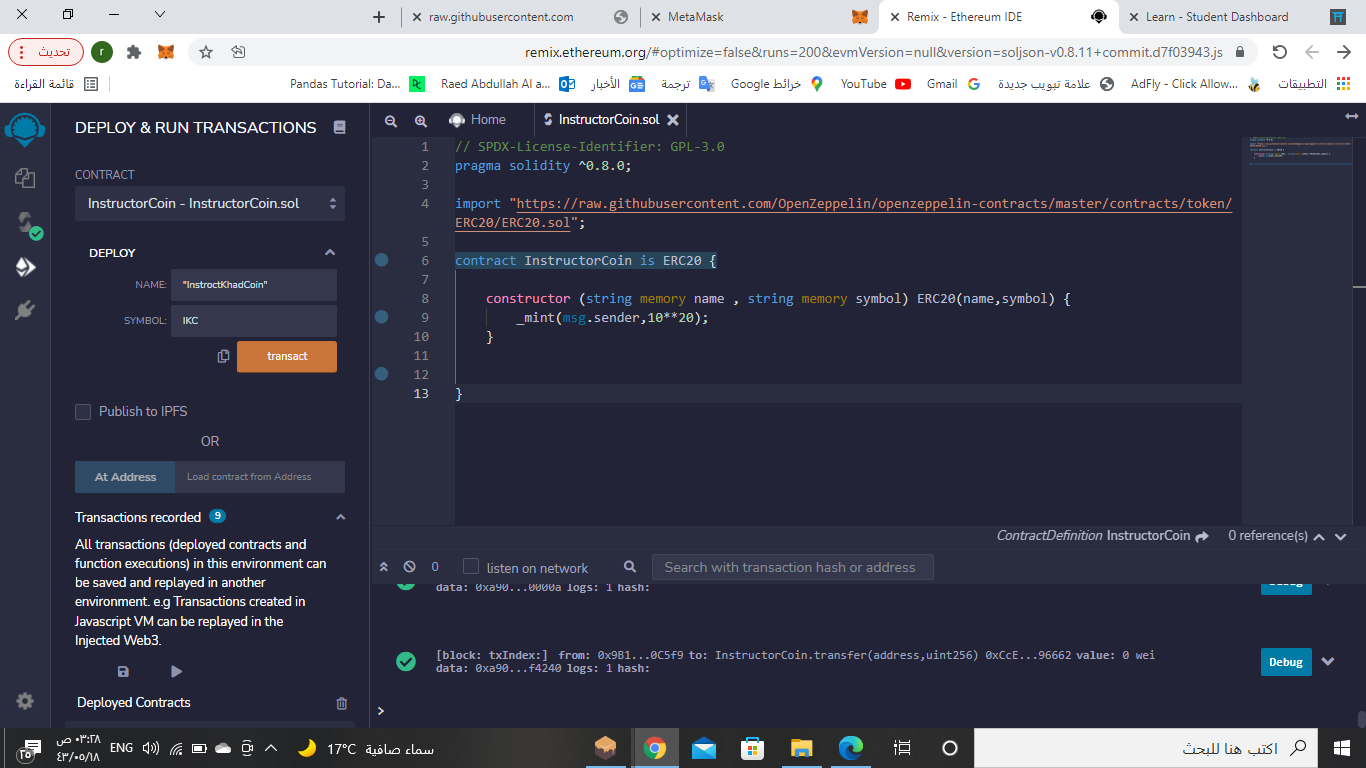 raw.githubusercontent.com
MetaMask
Remix - Ethereum IDE
Learn - Student Dashboard
تحديث
r
remix.ethereum.org/#optimize=false&runs=200&evmVersion=null&version=soljson-v0.8.11+commit.d7f03943.js
قائمة القراءة
Pandas Tutorial: Da...
Raed Abdullah Al a...
الأخبار
ترجمة
خرائط Google
YouTube
Gmail
علامة تبويب جديدة
AdFly - Click Allow...
التطبيقات
DEPLOY & RUN TRANSACTIONS
CONTRACT
InstructorCoin - InstructorCoin.sol
DEPLOY
NAME: "InstroctKhadCoin"
SYMBOL: IKC
transact
Publish to IPFS
OR
At Address Load contract from Address
Transactions recorded 9
All transactions (deployed contracts and
function executions) in this environment can
be saved and replayed in another
environment. e.g Transactions created in
Javascript VM can be replayed in the
Injected Web3.
Deployed Contracts
Home InstructorCoin.sol
1 // SPDX-License-Identifier: GPL-3.0
2 pragma solidity ^0.8.0;
3
4 import "https://raw.githubusercontent.com/OpenZeppelin/openzeppelin-contracts/master/contracts/token/
ERC20/ERC20.sol";
5
6 contract InstructorCoin is ERC20 {
7
8 constructor (string memory name , string memory symbol) ERC20(name,symbol) {
9 _mint(msg.sender,10**20);
10 }
11
12
13 }
ContractDefinition InstructorCoin 0 reference(s)
0 listen on network Search with transaction hash or address
data: 0xa90...0000a logs: 1 hash:
Debug
[block: txIndex:] from: 0x9B1...0C5f9 to: InstructorCoin.transfer(address,uint256) 0xCcE...96662 value: 0 wei
data: 0xa90...f4240 logs: 1 hash:
Debug
>
٠٣:٢٨ ص
٤٣/٠٥/١٨
٢٥
ENG
17°C سماء صافية
اكتب هنا للبحث